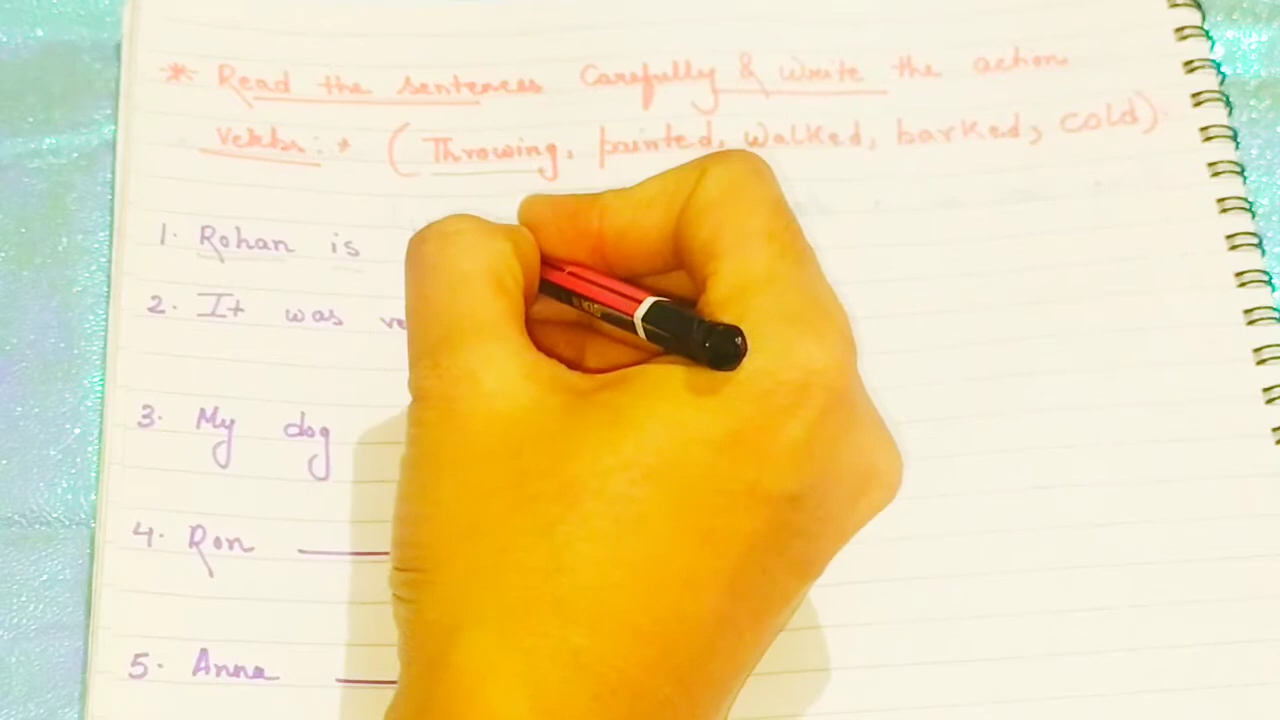 * Read the sentences Carefully & write the action
verbs:* (Throwing, painted, walked, barked, cold).
1. Rohan is
2. It was
3. My dog
4. Ron
5. Anna